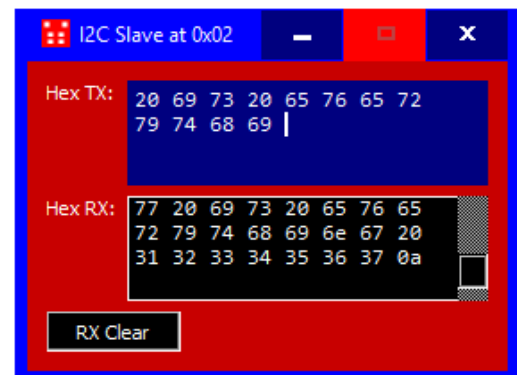 I2C Slave at 0x02
Hex TX:
20 69 73 20 65 76 65 72
79 74 68 69
Hex RX:
77 20 69 73 20 65 76 65
72 79 74 68 69 6e 67 20
31 32 33 34 35 36 37 0a
RX Clear